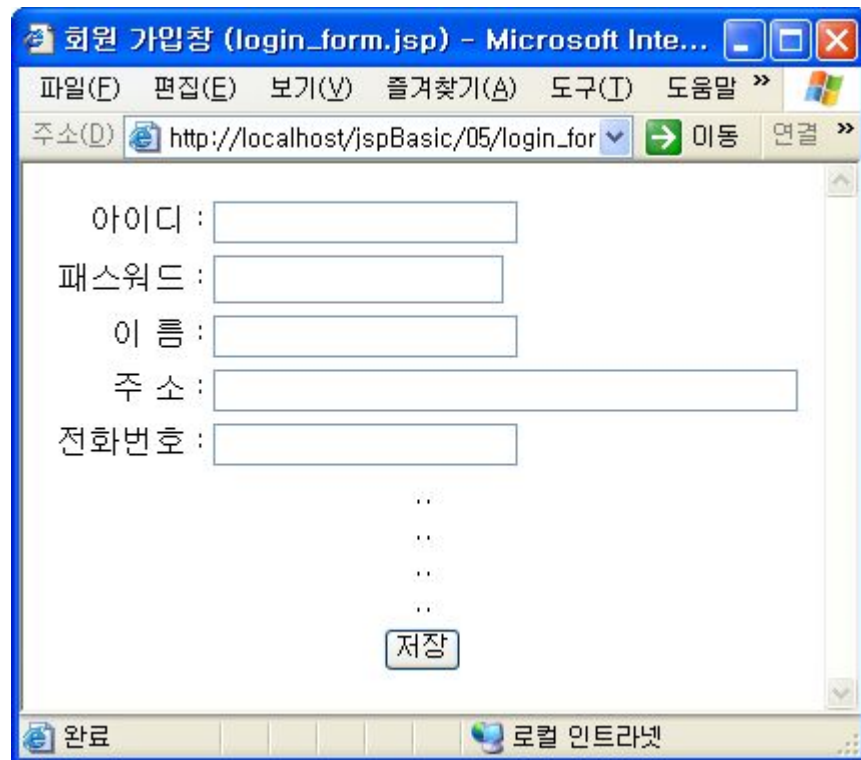 회원 가입창 (login_form.jsp) - Microsoft Inte...
파일(F) 편집(E) 보기(V) 즐겨찾기(A) 도구(T) 도움말 »
주소(D) http://localhost/jspBasic/05/login_for 이동 연결 »
아이디 :
패스워드 :
이 름 :
주 소 :
전화번호 :
..
..
..
..
저장
완료 로컬 인트라넷